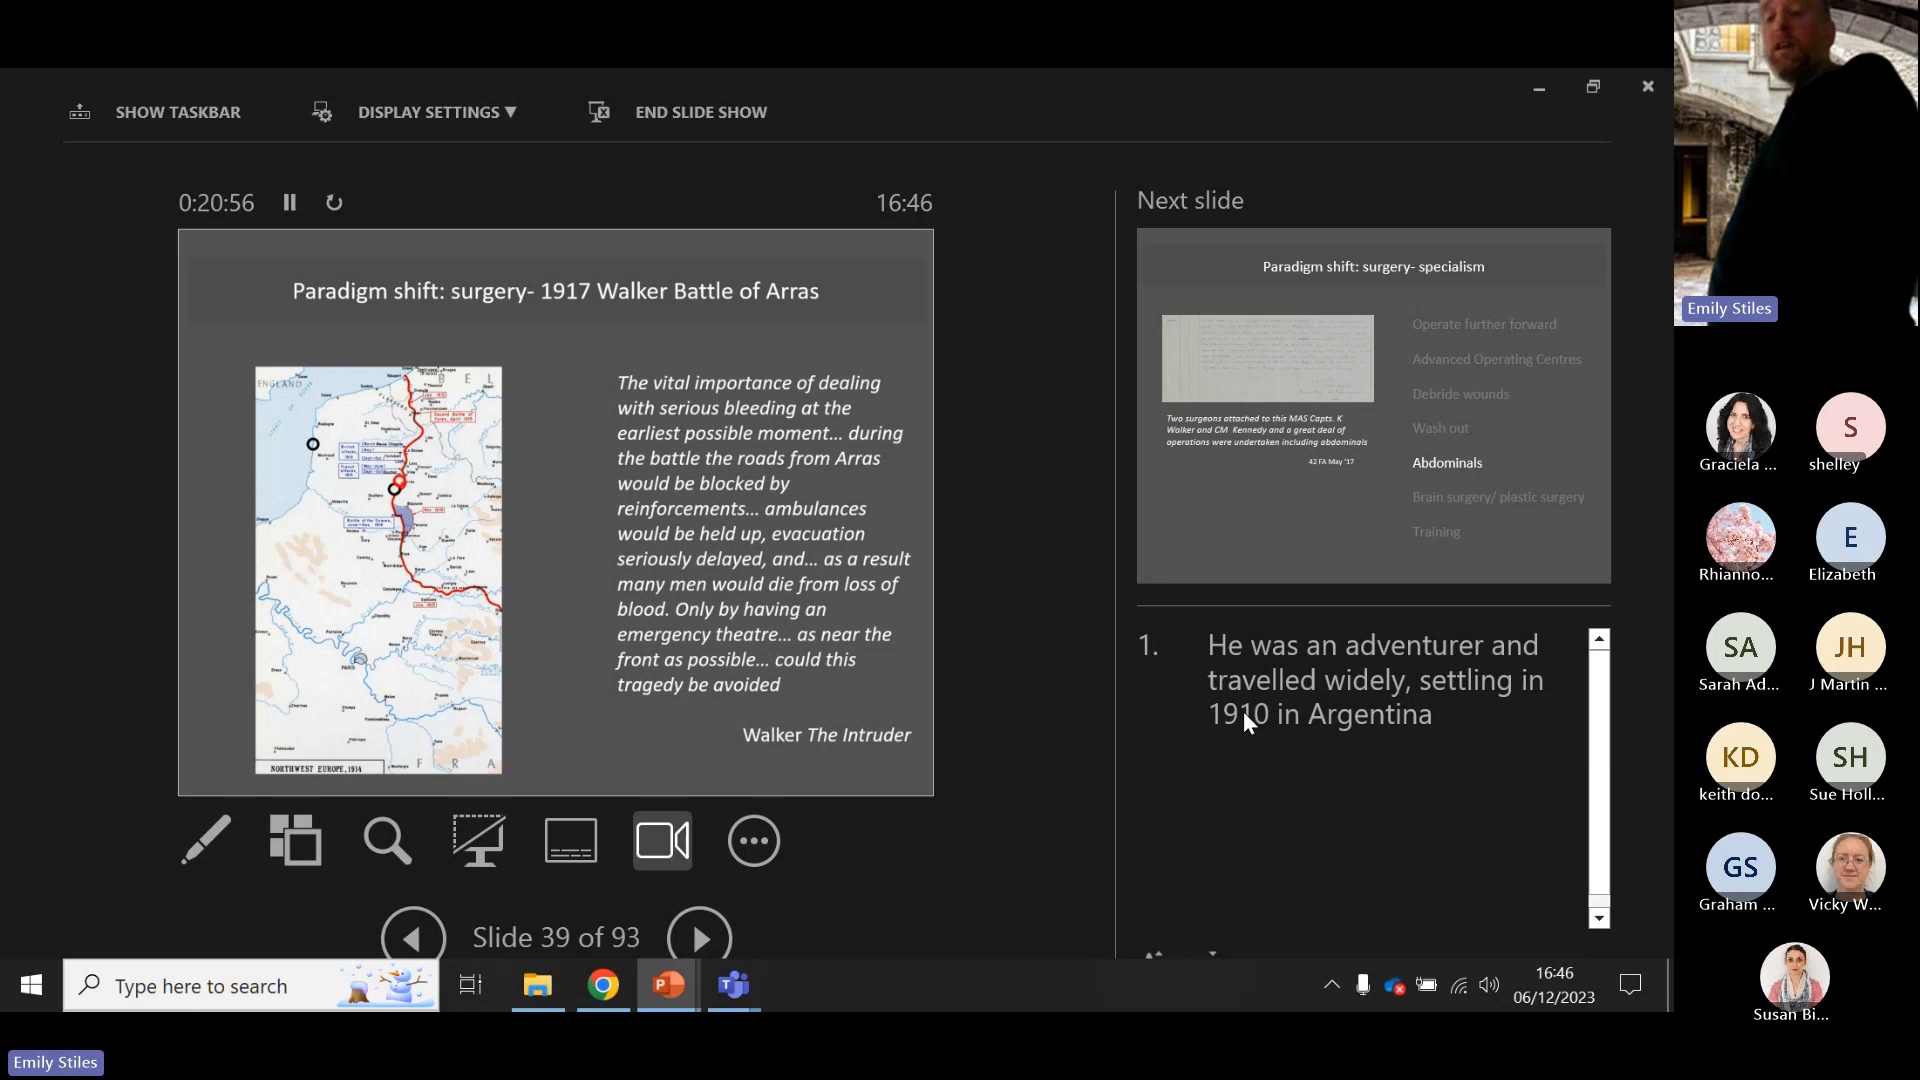 SHOW TASKBAR
DISPLAY SETTINGS ▼
END SLIDE SHOW
0:20:56
16:46
Paradigm shift: surgery- 1917 Walker Battle of Arras
ENGLAND
B E L
PARIS
F R A
NORTHWEST EUROPE, 1914
The vital importance of dealing
with serious bleeding at the
earliest possible moment... during
the battle the roads from Arras
would be blocked by
reinforcements... ambulances
would be held up, evacuation
seriously delayed, and... as a result
many men would die from loss of
blood. Only by having an
emergency theatre... as near the
front as possible... could this
tragedy be avoided
Walker The Intruder
Slide 39 of 93
Next slide
Paradigm shift: surgery- specialism
Two surgeons attached to this MAS Capts. K
Walker and CM Kennedy and a great deal of
operations were undertaken including abdominals
42 FA May '17
Operate further forward
Advanced Operating Centres
Debride wounds
Wash out
Abdominals
Brain surgery/ plastic surgery
Training
1. He was an adventurer and
travelled widely, settling in
1910 in Argentina
Emily Stiles
Graciela ...
S
shelley
Rhianno...
E
Elizabeth
SA
Sarah Ad...
JH
J Martin ...
KD
keith do...
SH
Sue Holl...
GS
Graham ...
Vicky W...
Susan Bi...
Type here to search
16:46
06/12/2023
Emily Stiles